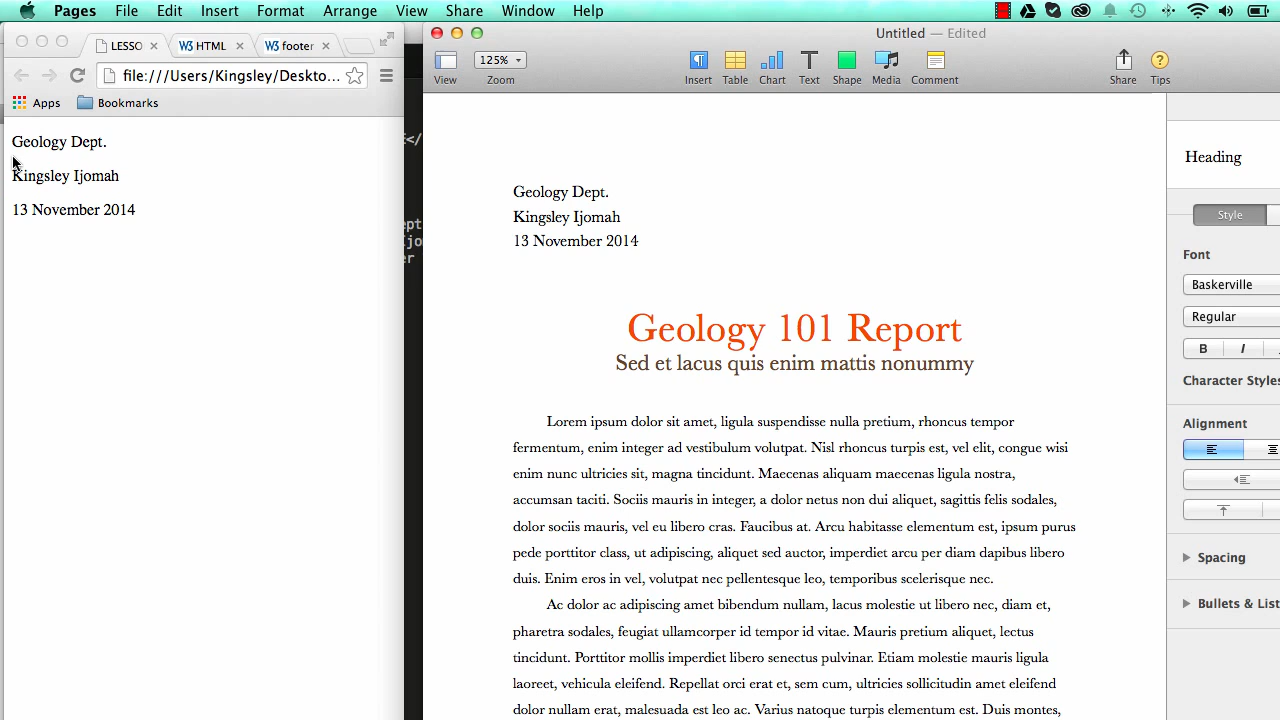 Pages File Edit Insert Format Arrange View Share Window Help
LESSO HTML footer
file:///Users/Kingsley/Deskto...
Apps Bookmarks
Geology Dept.
Kingsley Ijomah
13 November 2014
E</
ept
Ijo
er
Untitled — Edited
125%
View Zoom Insert Table Chart Text Shape Media Comment Share Tips
Geology Dept.
Kingsley Ijomah
13 November 2014
Geology 101 Report
Sed et lacus quis enim mattis nonummy
Lorem ipsum dolor sit amet, ligula suspendisse nulla pretium, rhoncus tempor
fermentum, enim integer ad vestibulum volutpat. Nisl rhoncus turpis est, vel elit, congue wisi
enim nunc ultricies sit, magna tincidunt. Maecenas aliquam maecenas ligula nostra,
accumsan taciti. Sociis mauris in integer, a dolor netus non dui aliquet, sagittis felis sodales,
dolor sociis mauris, vel eu libero cras. Faucibus at. Arcu habitasse elementum est, ipsum purus
pede porttitor class, ut adipiscing, aliquet sed auctor, imperdiet arcu per diam dapibus libero
duis. Enim eros in vel, volutpat nec pellentesque leo, temporibus scelerisque nec.
Ac dolor ac adipiscing amet bibendum nullam, lacus molestie ut libero nec, diam et,
pharetra sodales, feugiat ullamcorper id tempor id vitae. Mauris pretium aliquet, lectus
tincidunt. Porttitor mollis imperdiet libero senectus pulvinar. Etiam molestie mauris ligula
laoreet, vehicula eleifend. Repellat orci erat et, sem cum, ultricies sollicitudin amet eleifend
dolor nullam erat, malesuada est leo ac. Varius natoque turpis elementum est. Duis montes,
Heading
Style
Font
Baskerville
Regular
B I
Character Styles
Alignment
Spacing
Bullets & List